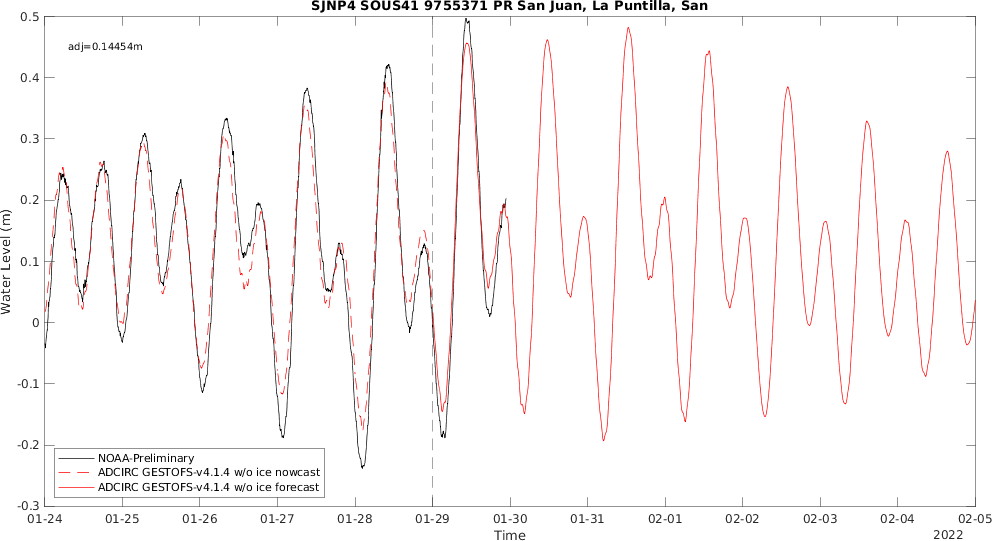 SJNP4 SOUS41 9755371 PR San Juan, La Puntilla, San
adj=0.14454m
Water Level (m)
0.5
0.4
0.3
0.2
0.1
0
-0.1
-0.2
-0.3
NOAA-Preliminary
ADCIRC GESTOFS-v4.1.4 w/o ice nowcast
ADCIRC GESTOFS-v4.1.4 w/o ice forecast
01-24 01-25 01-26 01-27 01-28 01-29 01-30 01-31 02-01 02-02 02-03 02-04 02-05
Time
2022